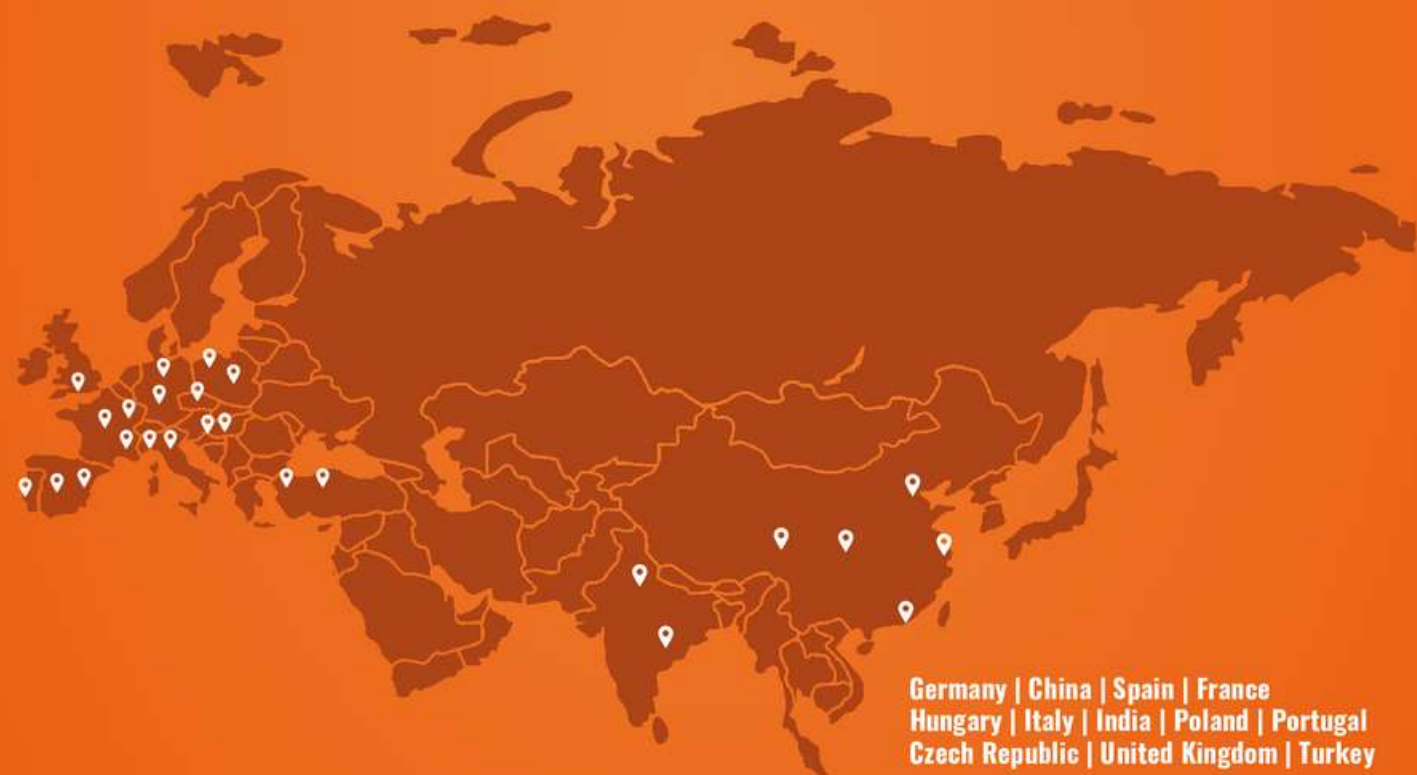 Germany | China | Spain | France
Hungary | Italy | India | Poland | Portugal
Czech Republic | United Kingdom | Turkey